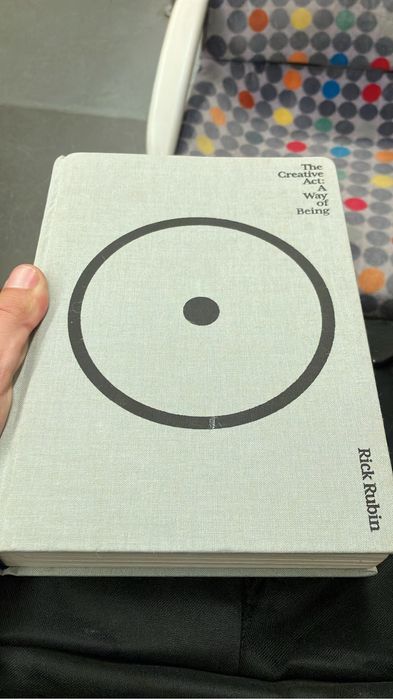 The
Creative
Act:
A
Way
of
Being
Rick Rubin